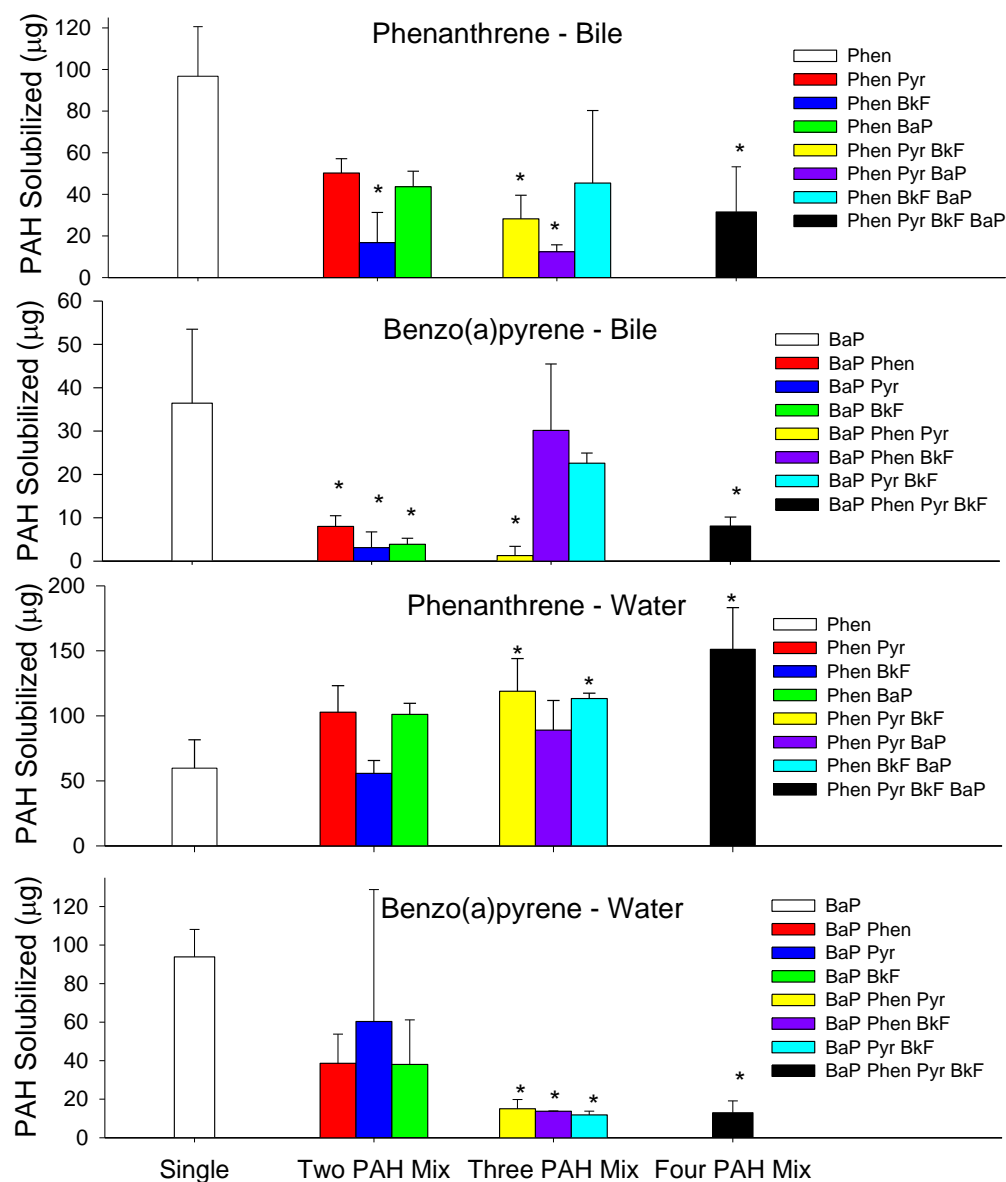 Phenanthrene - Bile
PAH Solubilized (μg)
120
100
80
60
40
20
0
* * * *
Phen
Phen Pyr
Phen BkF
Phen BaP
Phen Pyr BkF
Phen Pyr BaP
Phen BkF BaP
Phen Pyr BkF BaP
Benzo(a)pyrene - Bile
PAH Solubilized (μg)
60
50
40
30
20
10
0
* * * * *
BaP
BaP Phen
BaP Pyr
BaP BkF
BaP Phen Pyr
BaP Phen BkF
BaP Pyr BkF
BaP Phen Pyr BkF
Phenanthrene - Water
PAH Solubilized (μg)
200
150
100
50
0
* * *
Phen
Phen Pyr
Phen BkF
Phen BaP
Phen Pyr BkF
Phen Pyr BaP
Phen BkF BaP
Phen Pyr BkF BaP
Benzo(a)pyrene - Water
PAH Solubilized (μg)
120
100
80
60
40
20
0
* * * *
BaP
BaP Phen
BaP Pyr
BaP BkF
BaP Phen Pyr
BaP Phen BkF
BaP Pyr BkF
BaP Phen Pyr BkF
Single Two PAH Mix Three PAH Mix Four PAH Mix